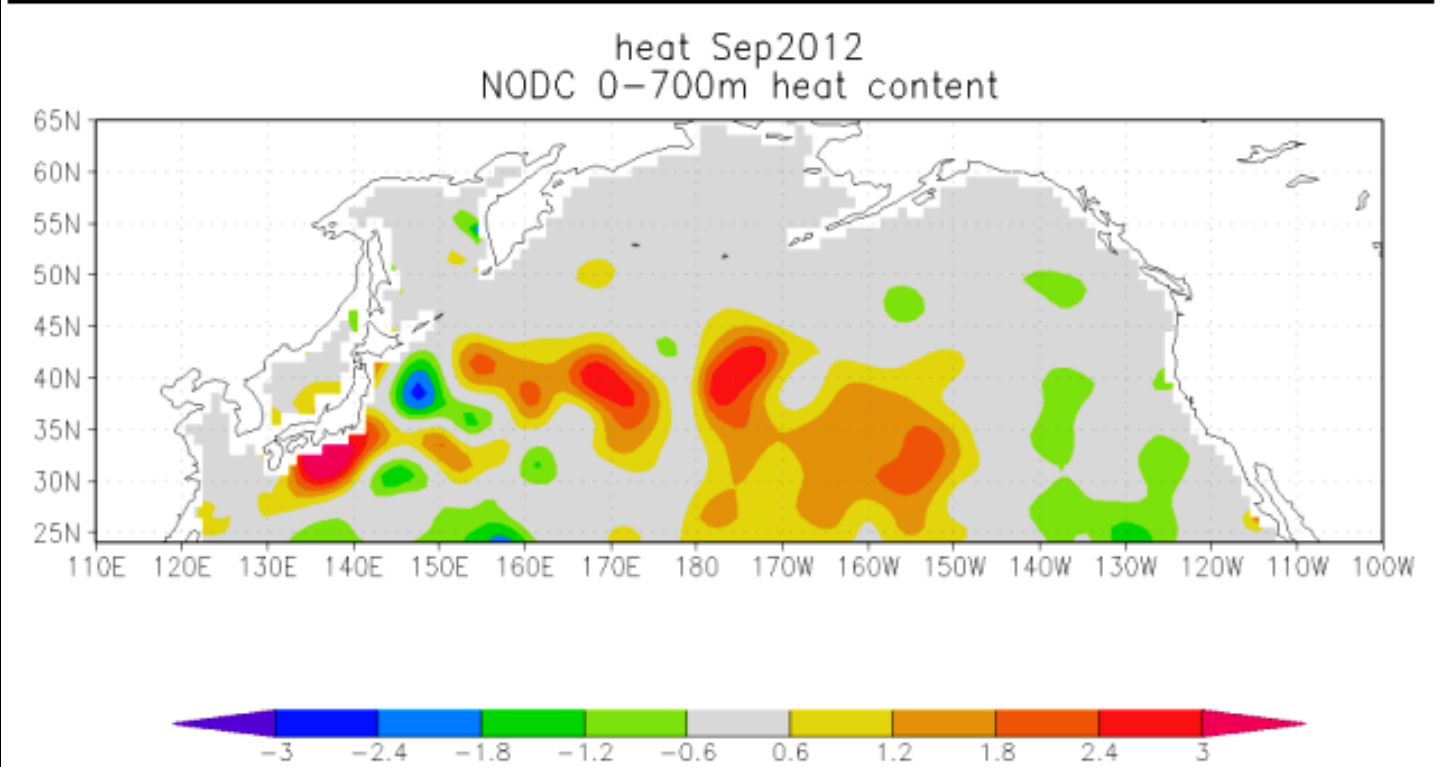 heat Sep2012
NODC 0-700m heat content
65N
60N
55N
50N
45N
40N
35N
30N
25N
110E 120E 130E 140E 150E 160E 170E 180 170W 160W 150W 140W 130W 120W 110W 100W
-3 -2.4 -1.8 -1.2 -0.6 0.6 1.2 1.8 2.4 3